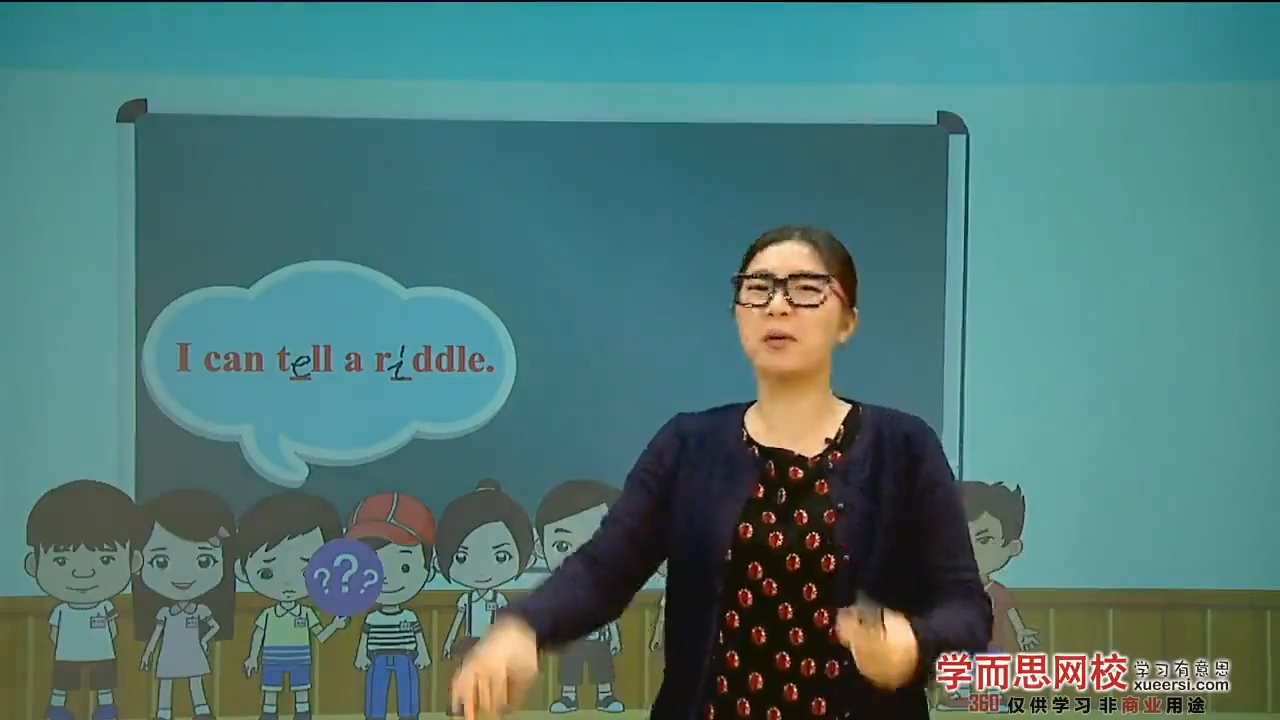 I can tell a riddle.
???
学而思网校 学习有意思
xueersi.com
360 仅供学习 非商业用途